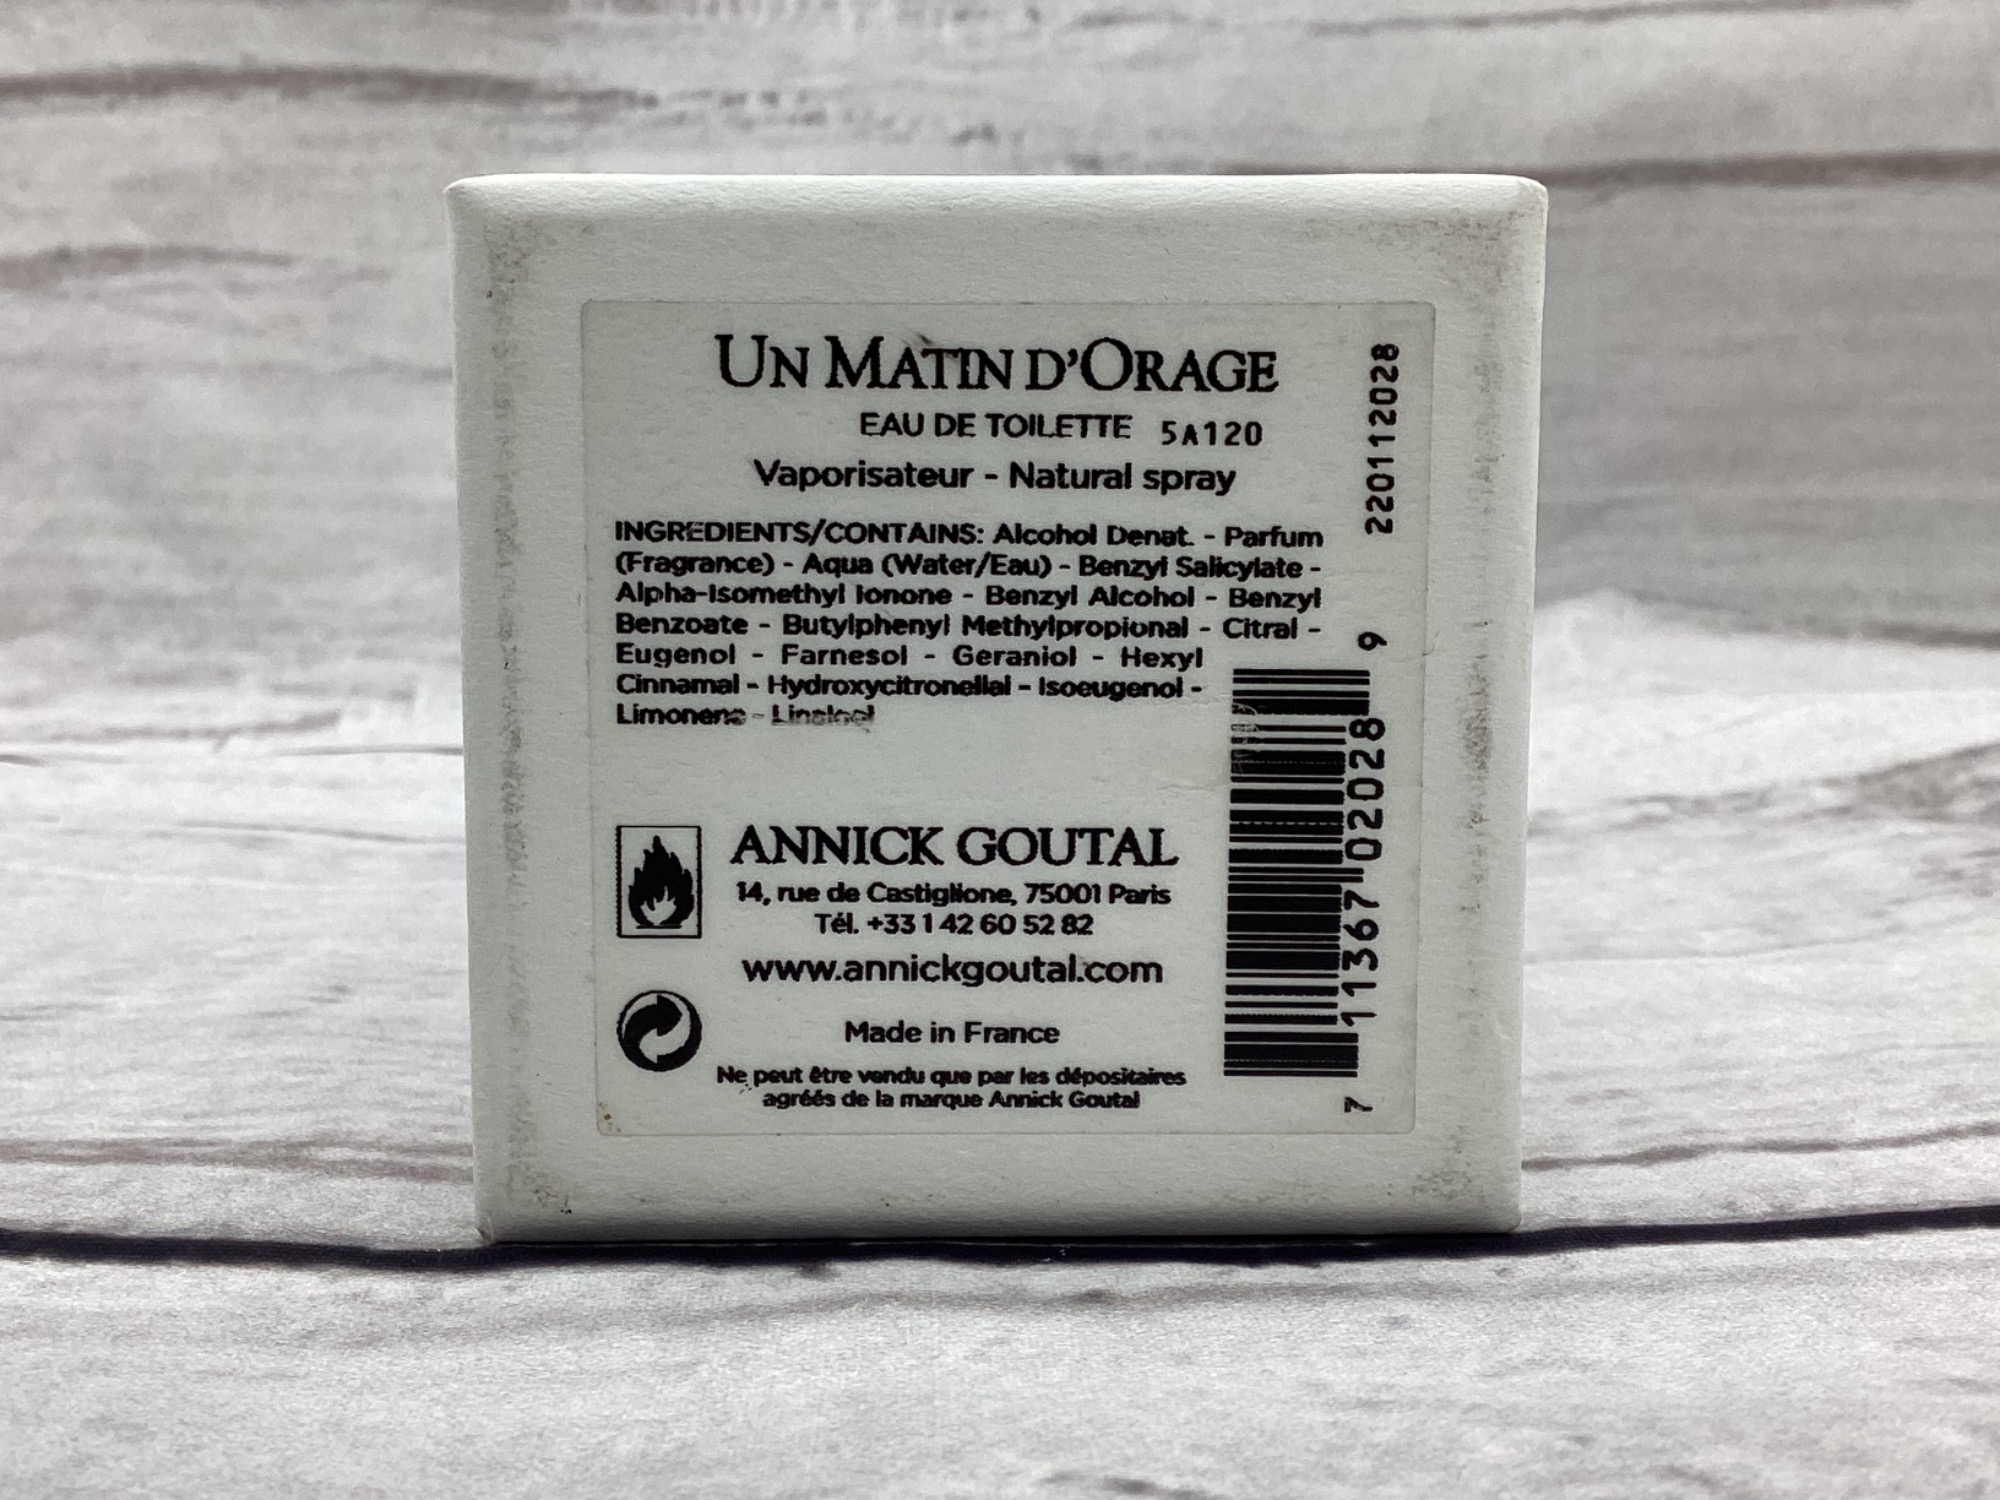 UN MATIN D'ORAGE
EAU DE TOILETTE 5A120
Vaporisateur - Natural spray
INGREDIENTS/CONTAINS: Alcohol Denat. - Parfum
(Fragrance) - Aqua (Water/Eau) - Benzyl Salicylate -
Alpha-Isomethyl Ionone - Benzyl Alcohol - Benzyl
Benzoate - Butylphenyl Methylpropional - Citral -
Eugenol - Farnesol - Geraniol - Hexyl
Cinnamal - Hydroxycitronellal - Isoeugenol -
Limonene - Linalool
ANNICK GOUTAL
14, rue de Castiglione, 75001 Paris
Tél. +33 1 42 60 52 82
www.annickgoutal.com
Made in France
Ne peut être vendu que par les dépositaires
agréés de la marque Annick Goutal
220112028
7 11367 02028 9